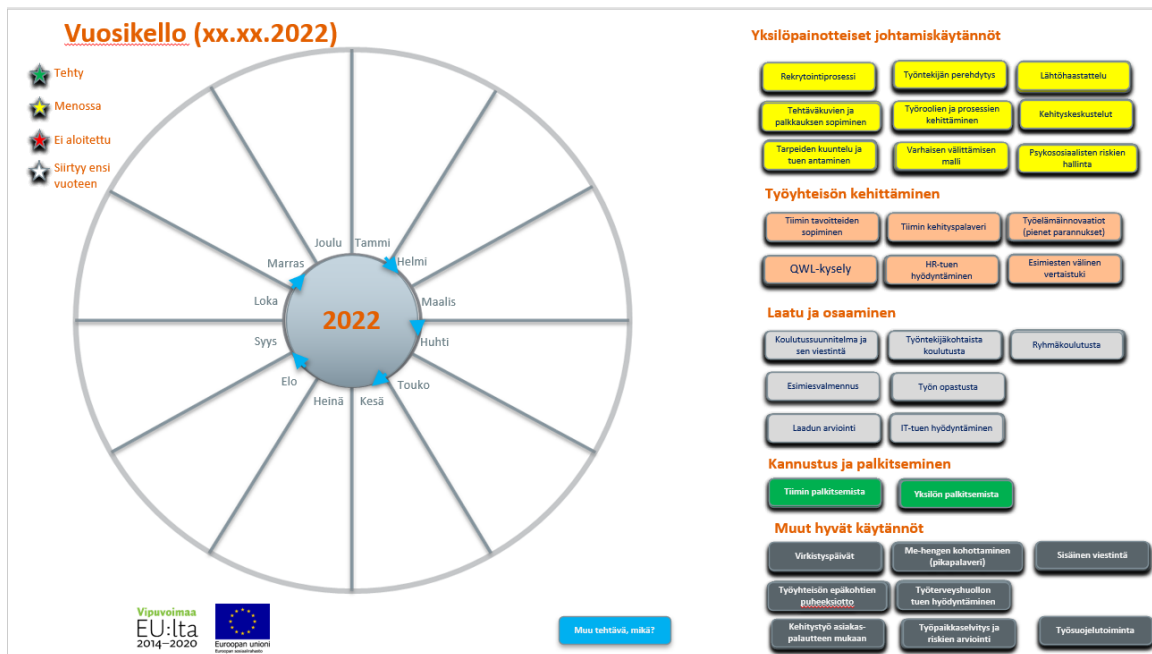 Vuosikello (xx.xx.2022)
Tehty
Menossa
Ei aloitettu
Siirtyy ensi
vuoteen
Joulu
Tammi
Marras
Helmi
Loka
Maalis
2022
Syys
Huhti
Elo
Touko
Heinä
Kesä
Vipuvoimaa
EU:lta
2014–2020
Euroopan unioni
Euroopan sosiaalirahasto
Muu tehtävä, mikä?
Yksilöpainotteiset johtamiskäytännöt
Rekrytointiprosessi
Työntekijän perehdytys
Lähtöhaastattelu
Tehtäväkuvien ja
palkkauksen sopiminen
Työroolien ja prosessien
kehittäminen
Kehityskeskustelut
Tarpeiden kuuntelu ja
tuen antaminen
Varhaisen välittämisen
malli
Psykososiaalisten riskien
hallinta
Työyhteisön kehittäminen
Tiimin tavoitteiden
sopiminen
Tiimin kehityspalaveri
Työelämäinnovaatiot
(pienet parannukset)
QWL-kysely
HR-tuen
hyödyntäminen
Esimiesten välinen
vertaistuki
Laatu ja osaaminen
Koulutussuunnitelma ja
sen viestintä
Työntekijäkohtaista
koulutusta
Ryhmäkoulutusta
Esimiesvalmennus
Työn opastusta
Laadun arviointi
IT-tuen hyödyntäminen
Kannustus ja palkitseminen
Tiimin palkitsemista
Yksilön palkitsemista
Muut hyvät käytännöt
Virkistyspäivät
Me-hengen kohottaminen
(pikapalaveri)
Sisäinen viestintä
Työyhteisön epäkohtien
puheeksiotto
Työterveyshuollon
tuen hyödyntäminen
Kehitystyö asiakas-
palautteen mukaan
Työpaikkaselvitys ja
riskien arviointi
Työsuojelutoiminta